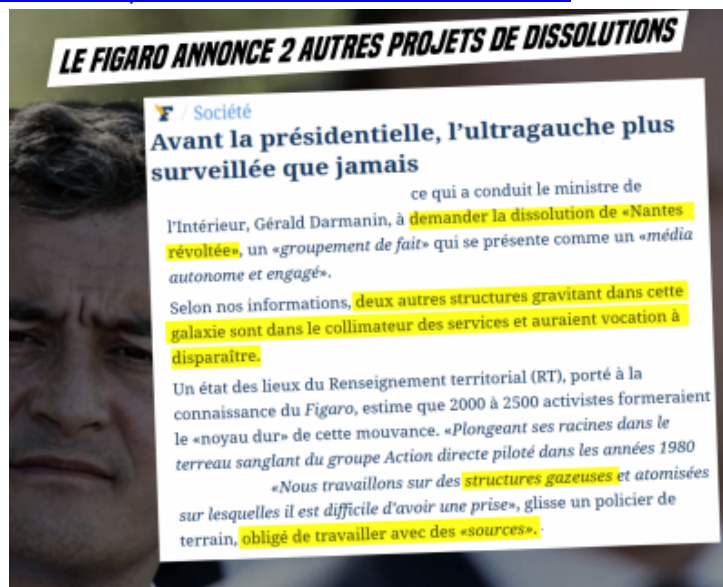 LE FIGARO ANNONCE 2 AUTRES PROJETS DE DISSOLUTIONS
F / Société
Avant la présidentielle, l'ultragauche plus
surveillée que jamais
ce qui a conduit le ministre de
l'Intérieur, Gérald Darmanin, à demander la dissolution de «Nantes
révoltée», un «groupement de fait» qui se présente comme un «média
autonome et engagé».
Selon nos informations, deux autres structures gravitant dans cette
galaxie sont dans le collimateur des services et auraient vocation à
disparaître.
Un état des lieux du Renseignement territorial (RT), porté à la
connaissance du Figaro, estime que 2000 à 2500 activistes formeraient
le «noyau dur» de cette mouvance. «Plongeant ses racines dans le
terreau sanglant du groupe Action directe piloté dans les années 1980
«Nous travaillons sur des structures gazeuses et atomisées
sur lesquelles il est difficile d'avoir une prise», glisse un policier de
terrain, obligé de travailler avec des «sources».